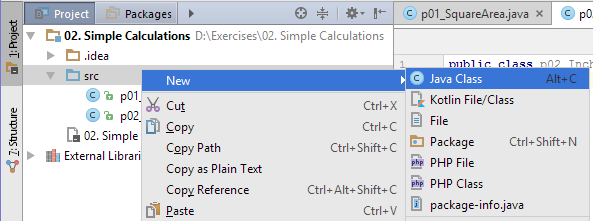 1: Project
7: Structure
Project Packages
02. Simple Calculations D:\Exercises\02. Simple Calculations
.idea
src
p01_
p02_
02. Simple
External Librari
New
Cut Ctrl+X
Copy Ctrl+C
Copy Path Ctrl+Shift+C
Copy as Plain Text
Copy Reference Ctrl+Alt+Shift+C
Paste Ctrl+V
p01_SquareArea.java × p0
1 public class p02 Inch
Java Class Alt+C
Kotlin File/Class
File
Package Ctrl+Shift+N
PHP File
PHP Class
package-info.java